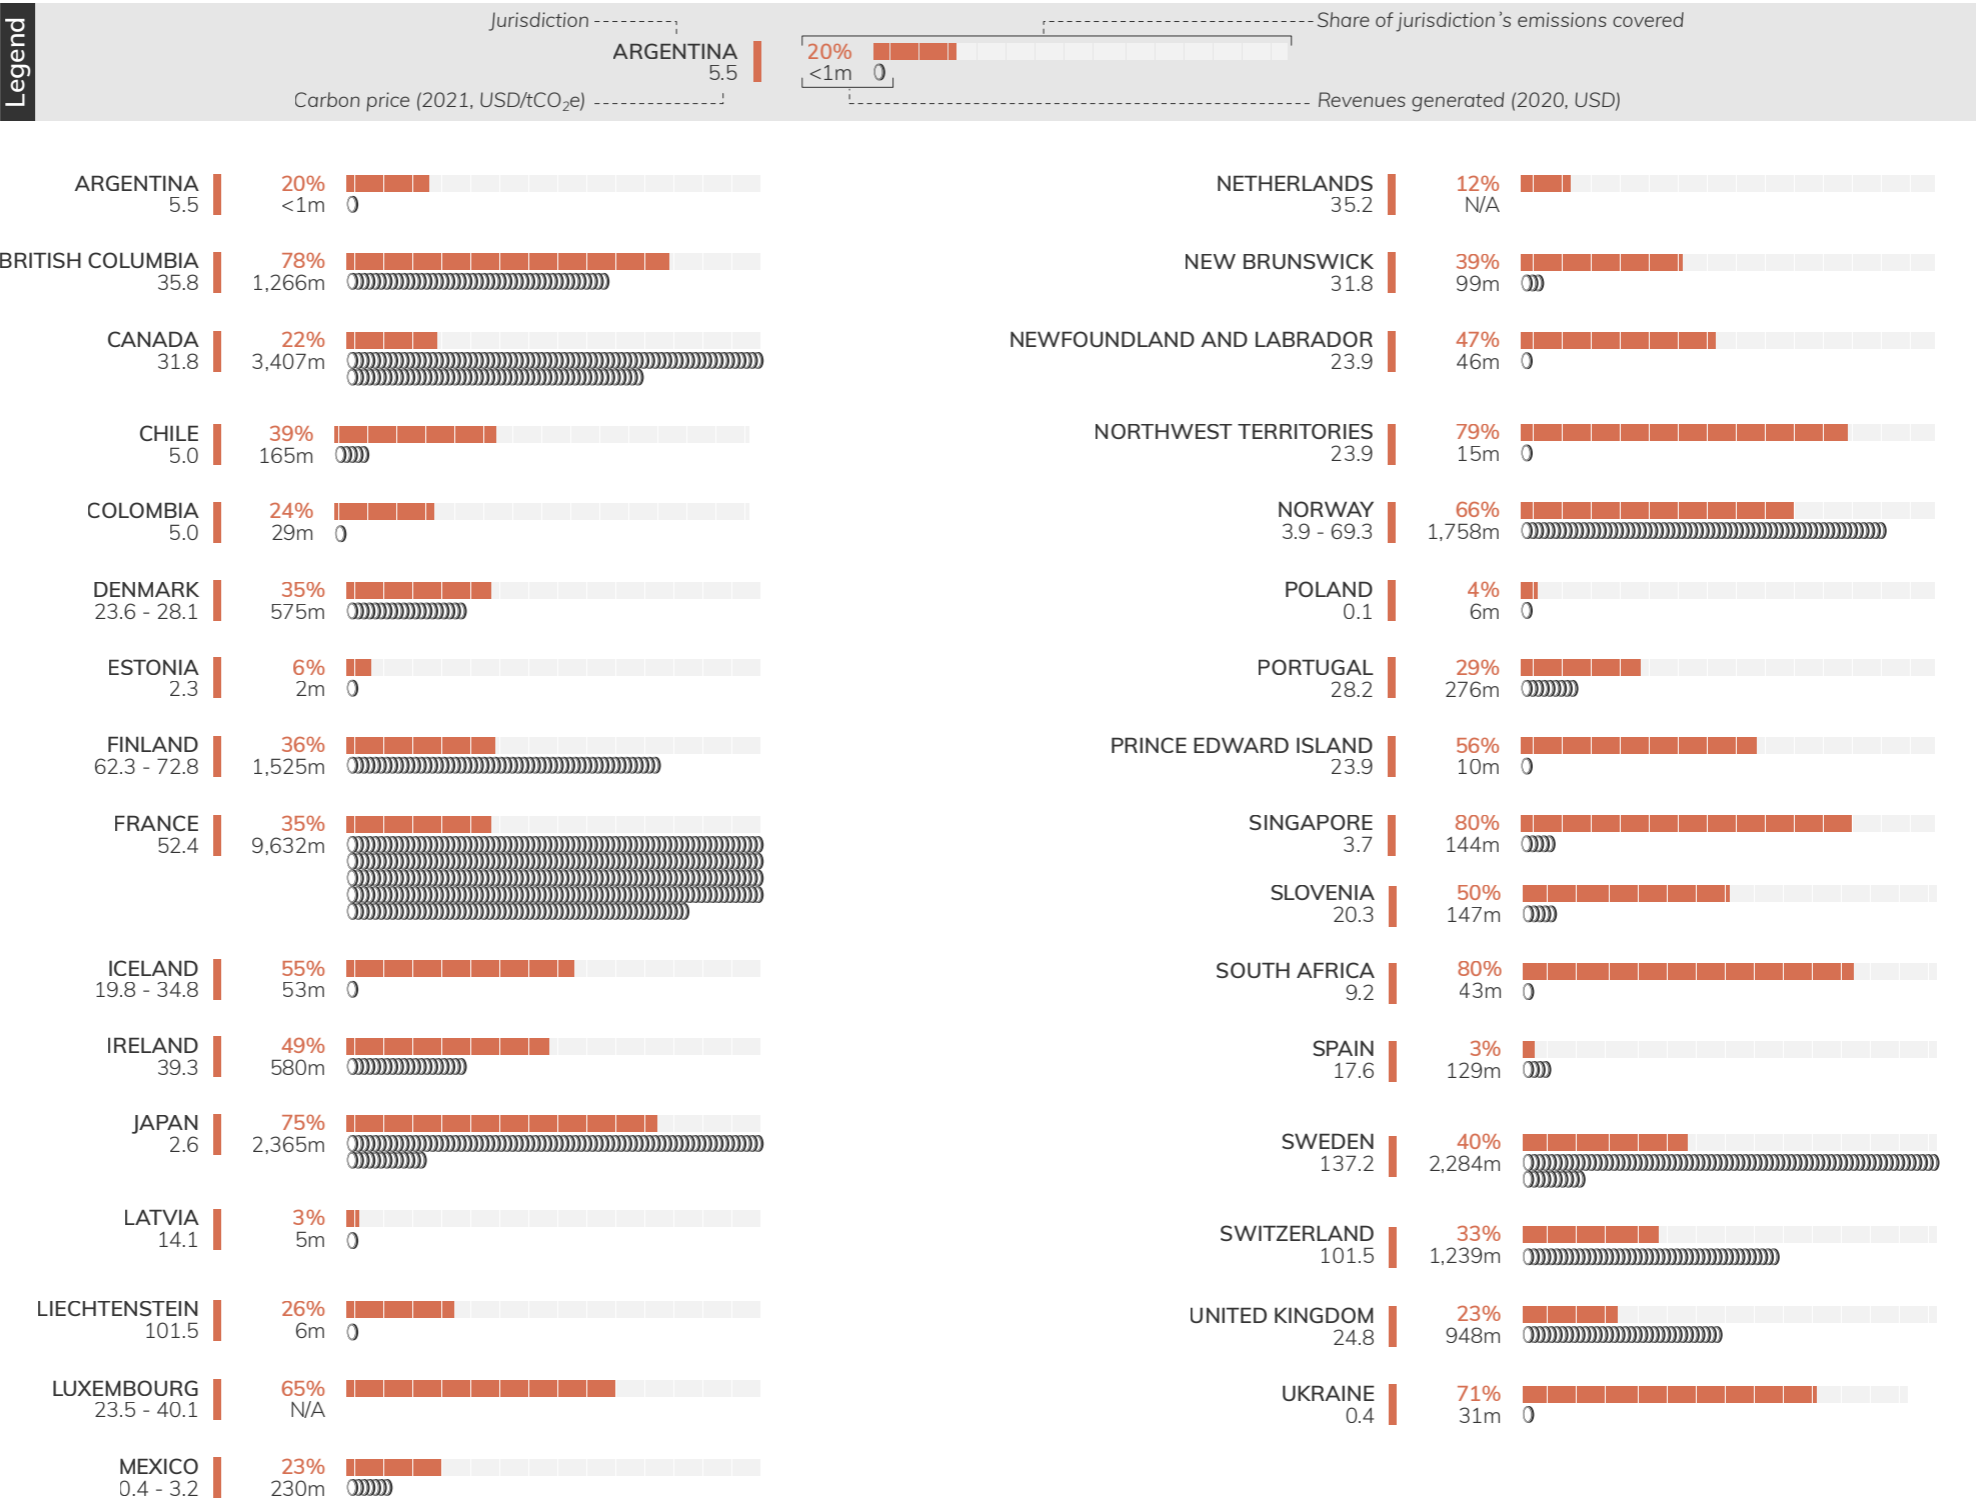 Legend
Jurisdiction
Share of jurisdiction's emissions covered
ARGENTINA 20%
5.5 <1m
Carbon price (2021, USD/tCO₂e)
Revenues generated (2020, USD)
ARGENTINA 20%
5.5 <1m
BRITISH COLUMBIA 78%
35.8 1,266m
CANADA 22%
31.8 3,407m
CHILE 39%
5.0 165m
COLOMBIA 24%
5.0 29m
DENMARK 35%
23.6 - 28.1 575m
ESTONIA 6%
2.3 2m
FINLAND 36%
62.3 - 72.8 1,525m
FRANCE 35%
52.4 9,632m
ICELAND 55%
19.8 - 34.8 53m
IRELAND 49%
39.3 580m
JAPAN 75%
2.6 2,365m
LATVIA 3%
14.1 5m
LIECHTENSTEIN 26%
101.5 6m
LUXEMBOURG 65%
23.5 - 40.1 N/A
MEXICO 23%
0.4 - 3.2 230m
NETHERLANDS 12%
35.2 N/A
NEW BRUNSWICK 39%
31.8 99m
NEWFOUNDLAND AND LABRADOR 47%
23.9 46m
NORTHWEST TERRITORIES 79%
23.9 15m
NORWAY 66%
3.9 - 69.3 1,758m
POLAND 4%
0.1 6m
PORTUGAL 29%
28.2 276m
PRINCE EDWARD ISLAND 56%
23.9 10m
SINGAPORE 80%
3.7 144m
SLOVENIA 50%
20.3 147m
SOUTH AFRICA 80%
9.2 43m
SPAIN 3%
17.6 129m
SWEDEN 40%
137.2 2,284m
SWITZERLAND 33%
101.5 1,239m
UNITED KINGDOM 23%
24.8 948m
UKRAINE 71%
0.4 31m